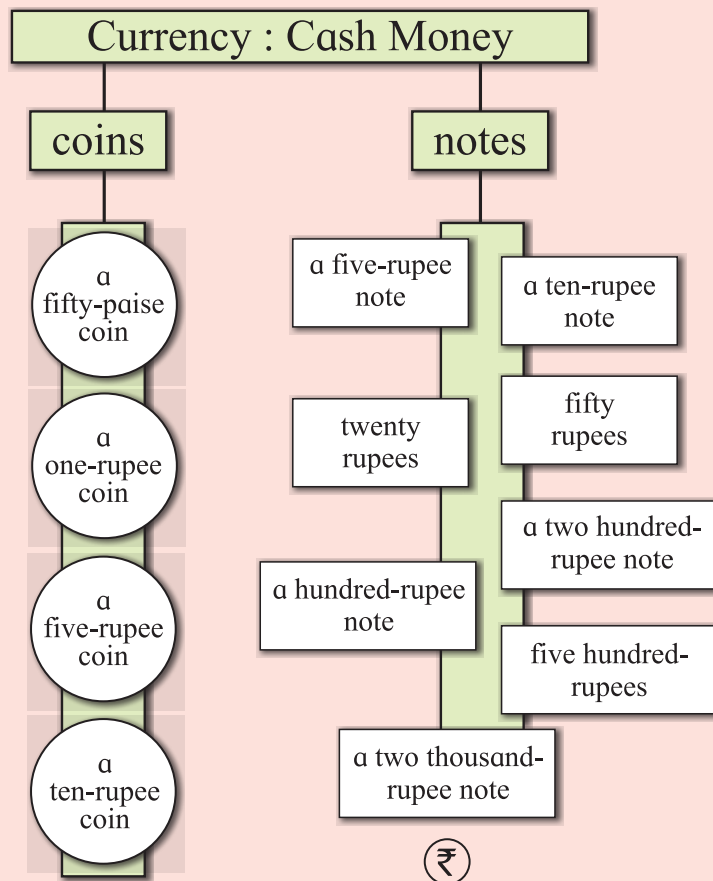 Currency : Cash Money
coins
notes
a
fifty-paise
coin
a
one-rupee
coin
a
five-rupee
coin
a
ten-rupee
coin
a five-rupee
note
a ten-rupee
note
twenty
rupees
fifty
rupees
a two hundred-
rupee note
a hundred-rupee
note
five hundred-
rupees
a two thousand-
rupee note
₹